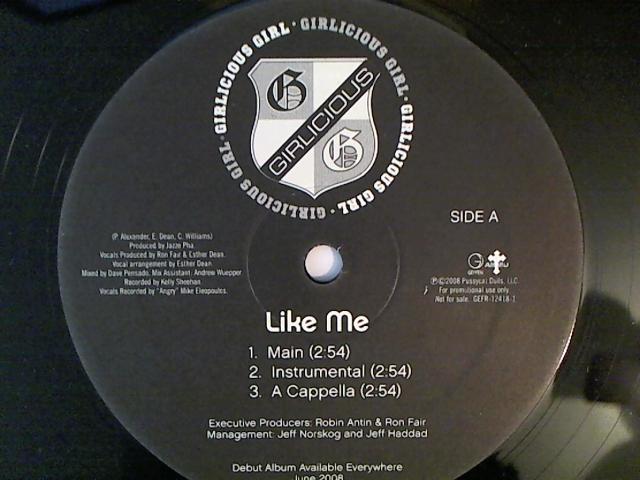 GIRLICIOUS GIRL · GIRLICIOUS GIRL · GIRLICIOUS GIRL · GIRLICIOUS GIRL ·
G
GIRLICIOUS
G
SIDE A
(P. Alexander, E. Dean, C. Williams)
Produced by Jazze Pha.
Vocals Produced by Ron Fair & Esther Dean.
Vocal arrangement by Esther Dean.
Mixed by Dave Pensado. Mix Assistant: Andrew Wuepper
Recorded by Kelly Sheehan.
Vocals Recorded by "Angry" Mike Eleopoulos.
GEFFEN
Ⓟ©2008 Pussycat Dolls, LLC.
For promotional use only.
Not for sale. GEFR-12418-1
Like Me
1. Main (2:54)
2. Instrumental (2:54)
3. A Cappella (2:54)
Executive Producers: Robin Antin & Ron Fair
Management: Jeff Norskog and Jeff Haddad
Debut Album Available Everywhere
June 2008